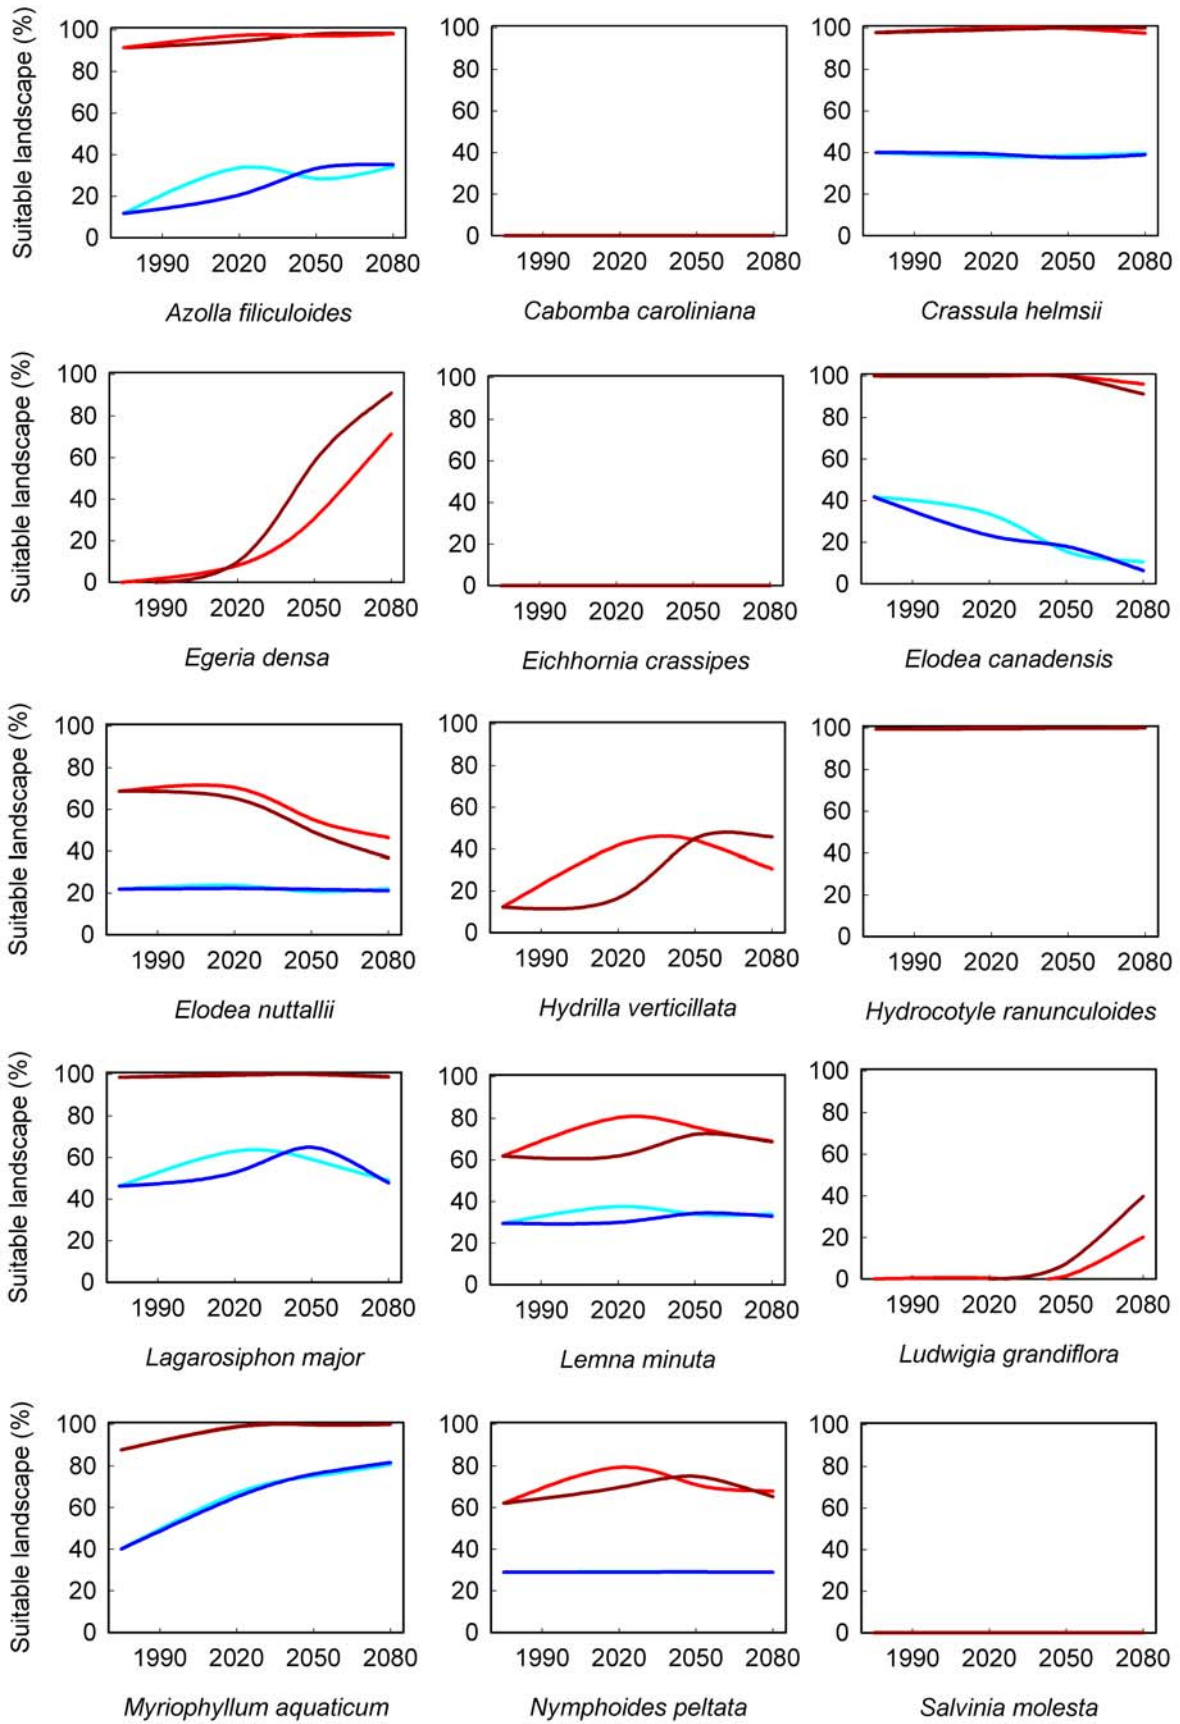 Suitable landscape (%)
100 80 60 40 20 0
1990 2020 2050 2080
Azolla filiculoides
100 80 60 40 20 0
1990 2020 2050 2080
Cabomba caroliniana
100 80 60 40 20 0
1990 2020 2050 2080
Crassula helmsii
Suitable landscape (%)
100 80 60 40 20 0
1990 2020 2050 2080
Egeria densa
100 80 60 40 20 0
1990 2020 2050 2080
Eichhornia crassipes
100 80 60 40 20 0
1990 2020 2050 2080
Elodea canadensis
Suitable landscape (%)
100 80 60 40 20 0
1990 2020 2050 2080
Elodea nuttallii
100 80 60 40 20 0
1990 2020 2050 2080
Hydrilla verticillata
100 80 60 40 20 0
1990 2020 2050 2080
Hydrocotyle ranunculoides
Suitable landscape (%)
100 80 60 40 20 0
1990 2020 2050 2080
Lagarosiphon major
100 80 60 40 20 0
1990 2020 2050 2080
Lemna minuta
100 80 60 40 20 0
1990 2020 2050 2080
Ludwigia grandiflora
Suitable landscape (%)
100 80 60 40 20 0
1990 2020 2050 2080
Myriophyllum aquaticum
100 80 60 40 20 0
1990 2020 2050 2080
Nymphoides peltata
100 80 60 40 20 0
1990 2020 2050 2080
Salvinia molesta